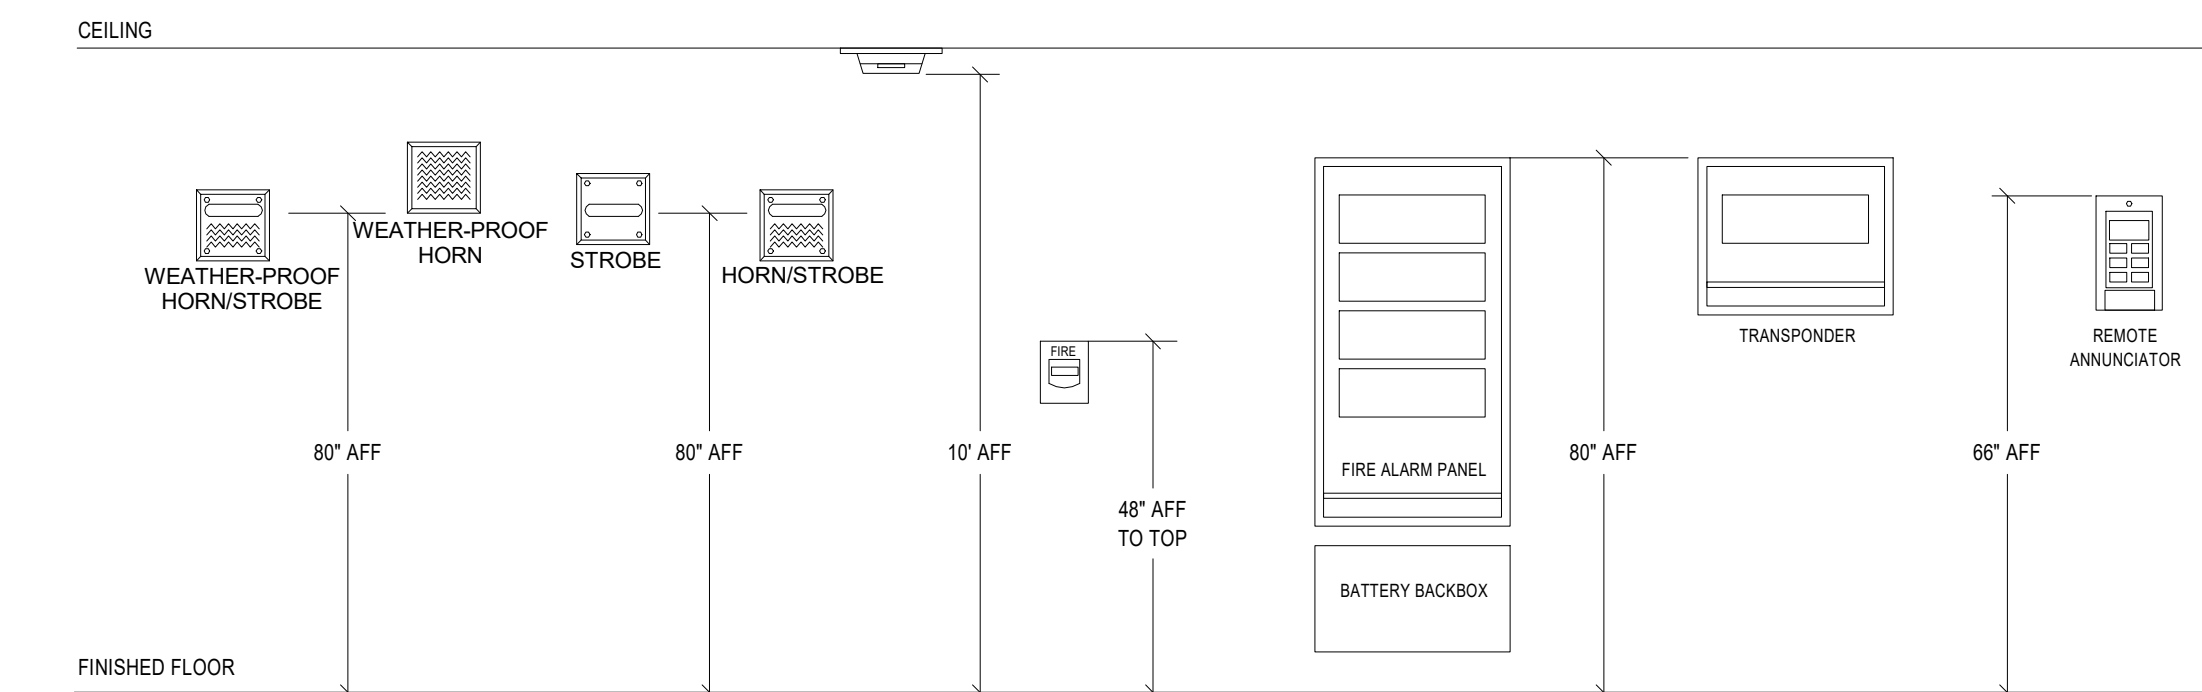 CEILING
WEATHER-PROOF
HORN/STROBE
WEATHER-PROOF
HORN
STROBE
HORN/STROBE
FIRE
FIRE ALARM PANEL
BATTERY BACKBOX
TRANSPONDER
REMOTE
ANNUNCIATOR
80" AFF
80" AFF
10' AFF
48" AFF
TO TOP
80" AFF
66" AFF
FINISHED FLOOR